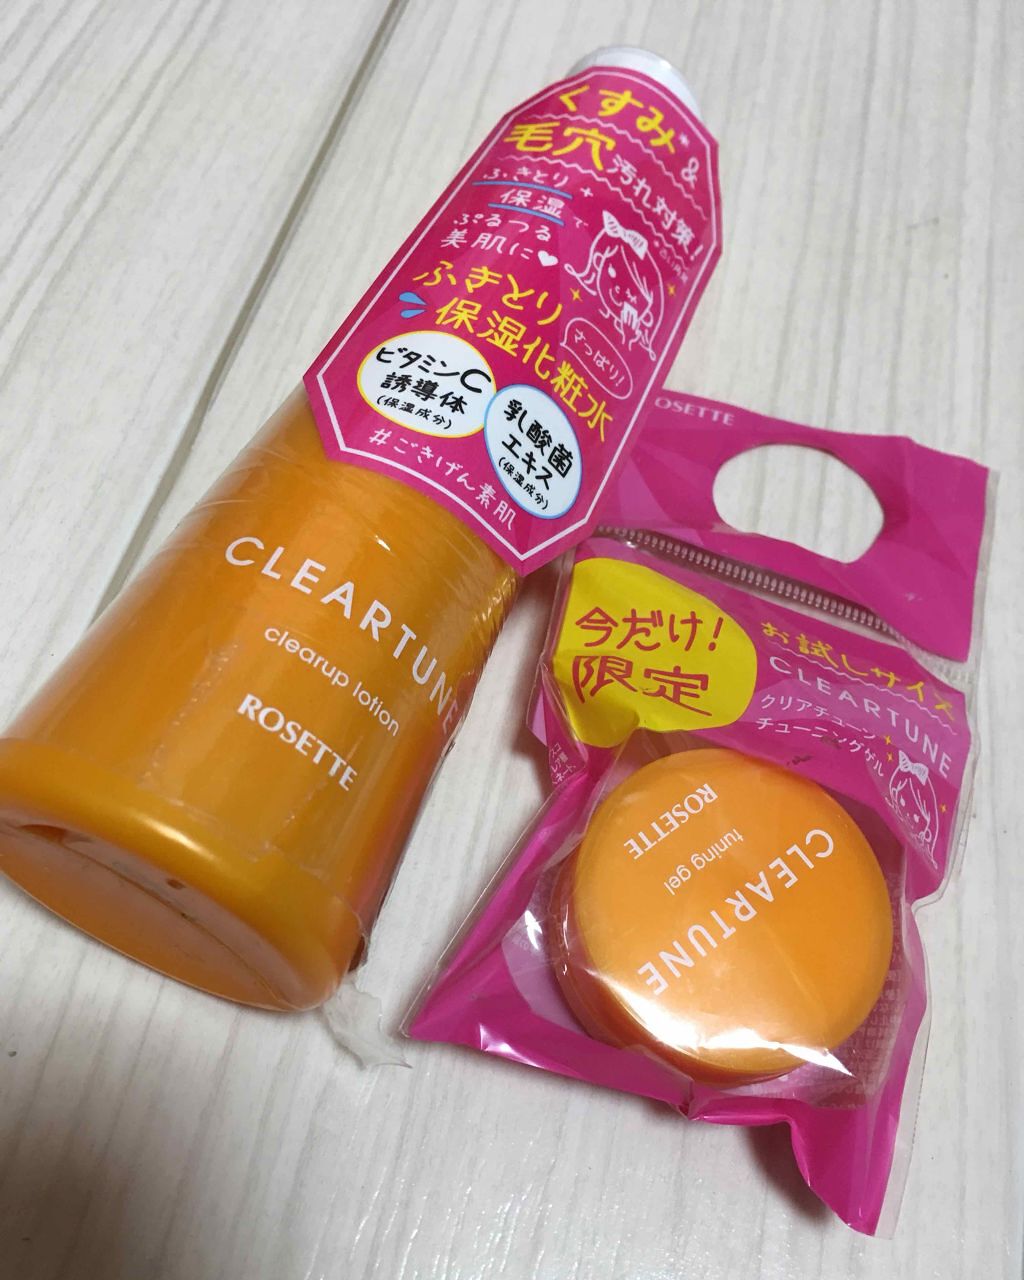 くすみ*&
毛穴汚れ対策!
ふきとり+
保湿で
ぷるつる
美肌に♥
ふきとり
保湿化粧水
さっぱり!
ビタミンC
誘導体
(保湿成分)
乳酸菌
エキス
(保湿成分)
#ごきげん素肌
CLEARTUNE
clearup lotion
ROSETTE
ROSETTE
今だけ!
限定
お試しサイズ
CLEARTUNE
クリアチューン
チューニングゲル
CLEARTUNE
tuning gel
ROSETTE